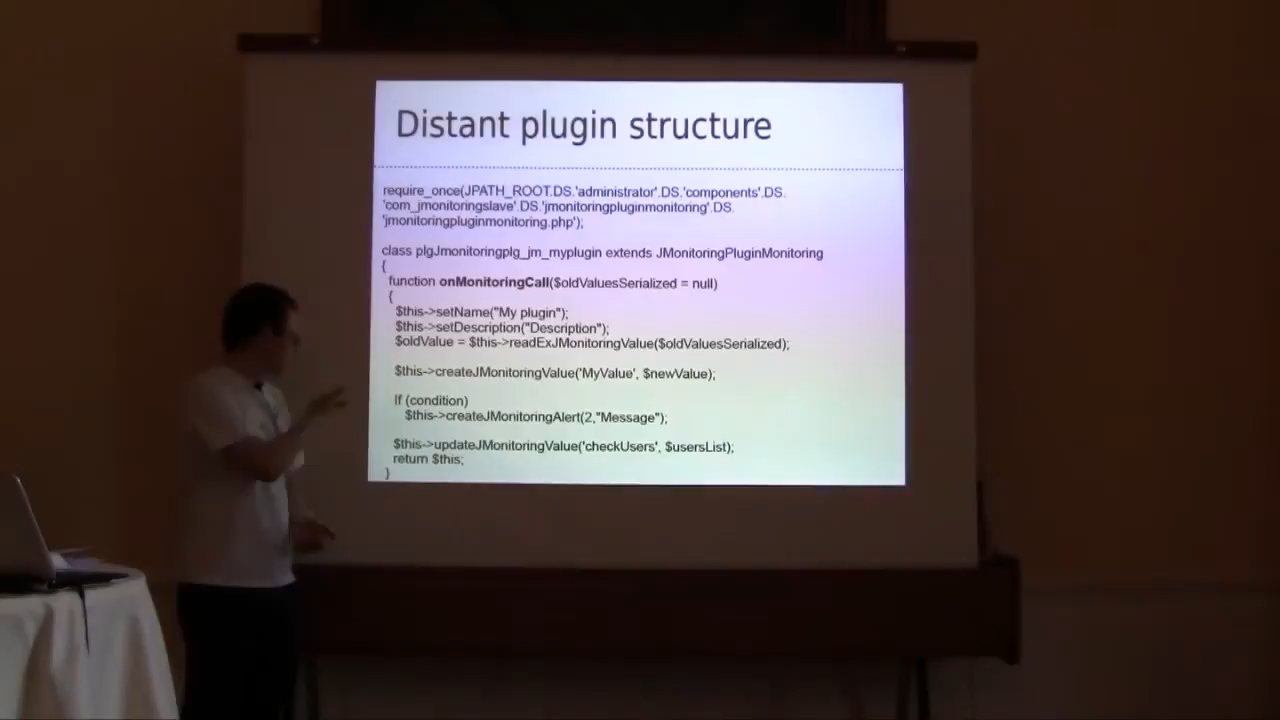 Distant plugin structure
require_once(JPATH_ROOT.DS.'administrator'.DS.'components'.DS.
'com_jmonitoringslave'.DS.'jmonitoringpluginmonitoring'.DS.
'jmonitoringpluginmonitoring.php');
class plgJmonitoringplg_jm_myplugin extends JMonitoringPluginMonitoring
{
function onMonitoringCall($oldValuesSerialized = null)
{
$this->setName("My plugin");
$this->setDescription("Description");
$oldValue = $this->readExJMonitoringValue($oldValuesSerialized);
$this->createJMonitoringValue('MyValue', $newValue);
If (condition)
$this->createJMonitoringAlert(2,"Message");
$this->updateJMonitoringValue('checkUsers', $usersList);
return $this;
}